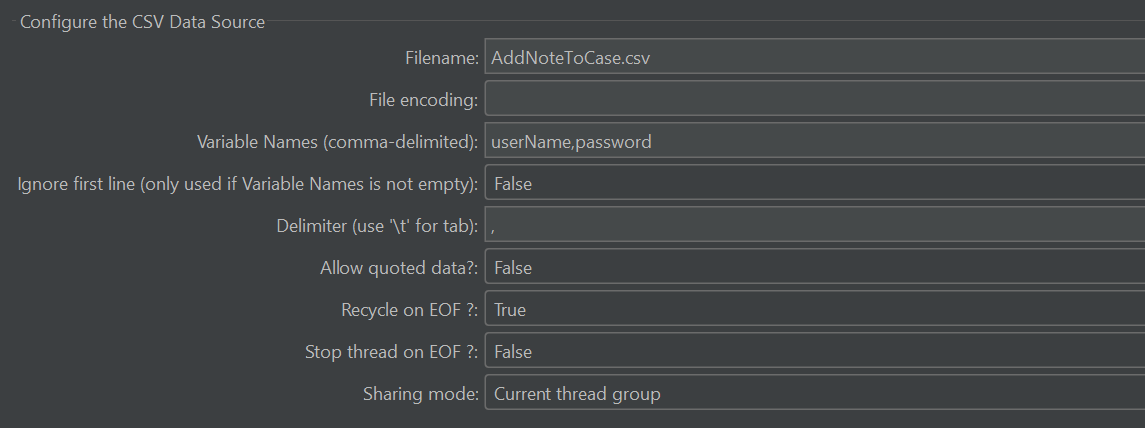 Configure the CSV Data Source
Filename: AddNoteToCase.csv
File encoding:
Variable Names (comma-delimited): userName,password
Ignore first line (only used if Variable Names is not empty): False
Delimiter (use '\t' for tab): ,
Allow quoted data?: False
Recycle on EOF ?: True
Stop thread on EOF ?: False
Sharing mode: Current thread group